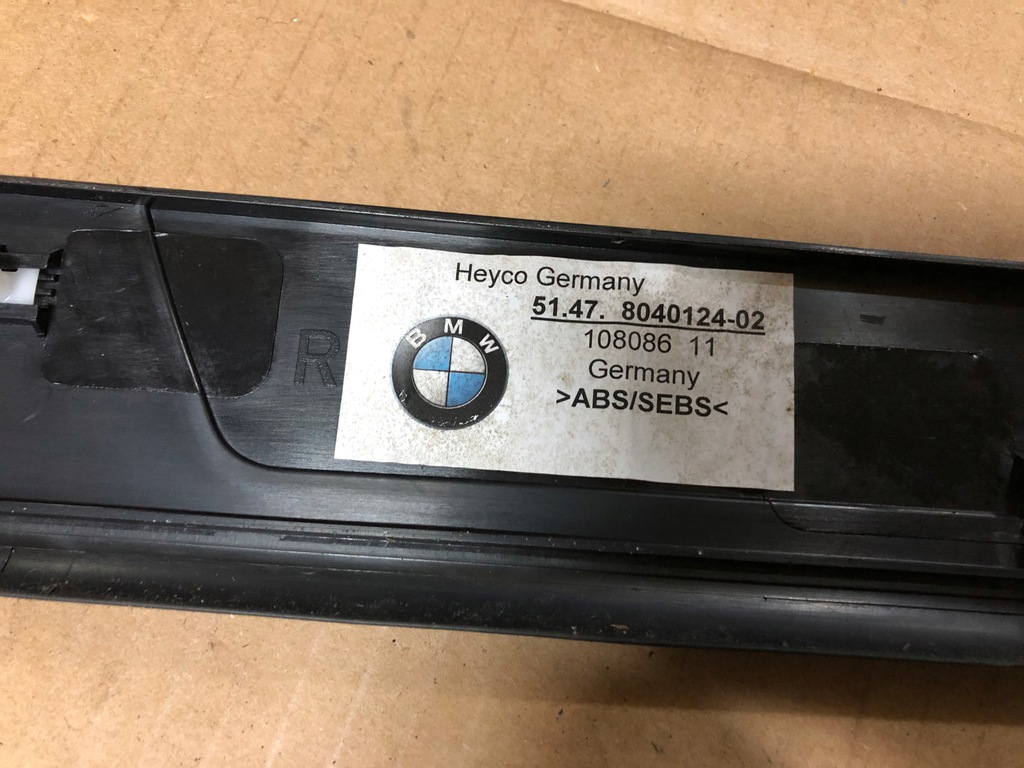 Heyco Germany
51.47. 8040124-02
108086 11
Germany
>ABS/SEBS<
BMW
R